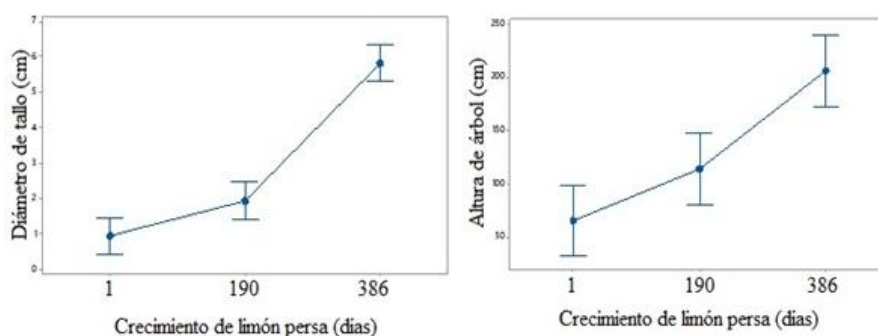 Diámetro de tallo (cm)
7
6
5
4
3
2
1
0
1 190 386
Crecimiento de limón persa (días)
Altura de árbol (cm)
250
200
150
100
50
1 190 386
Crecimiento de limón persa (dias)